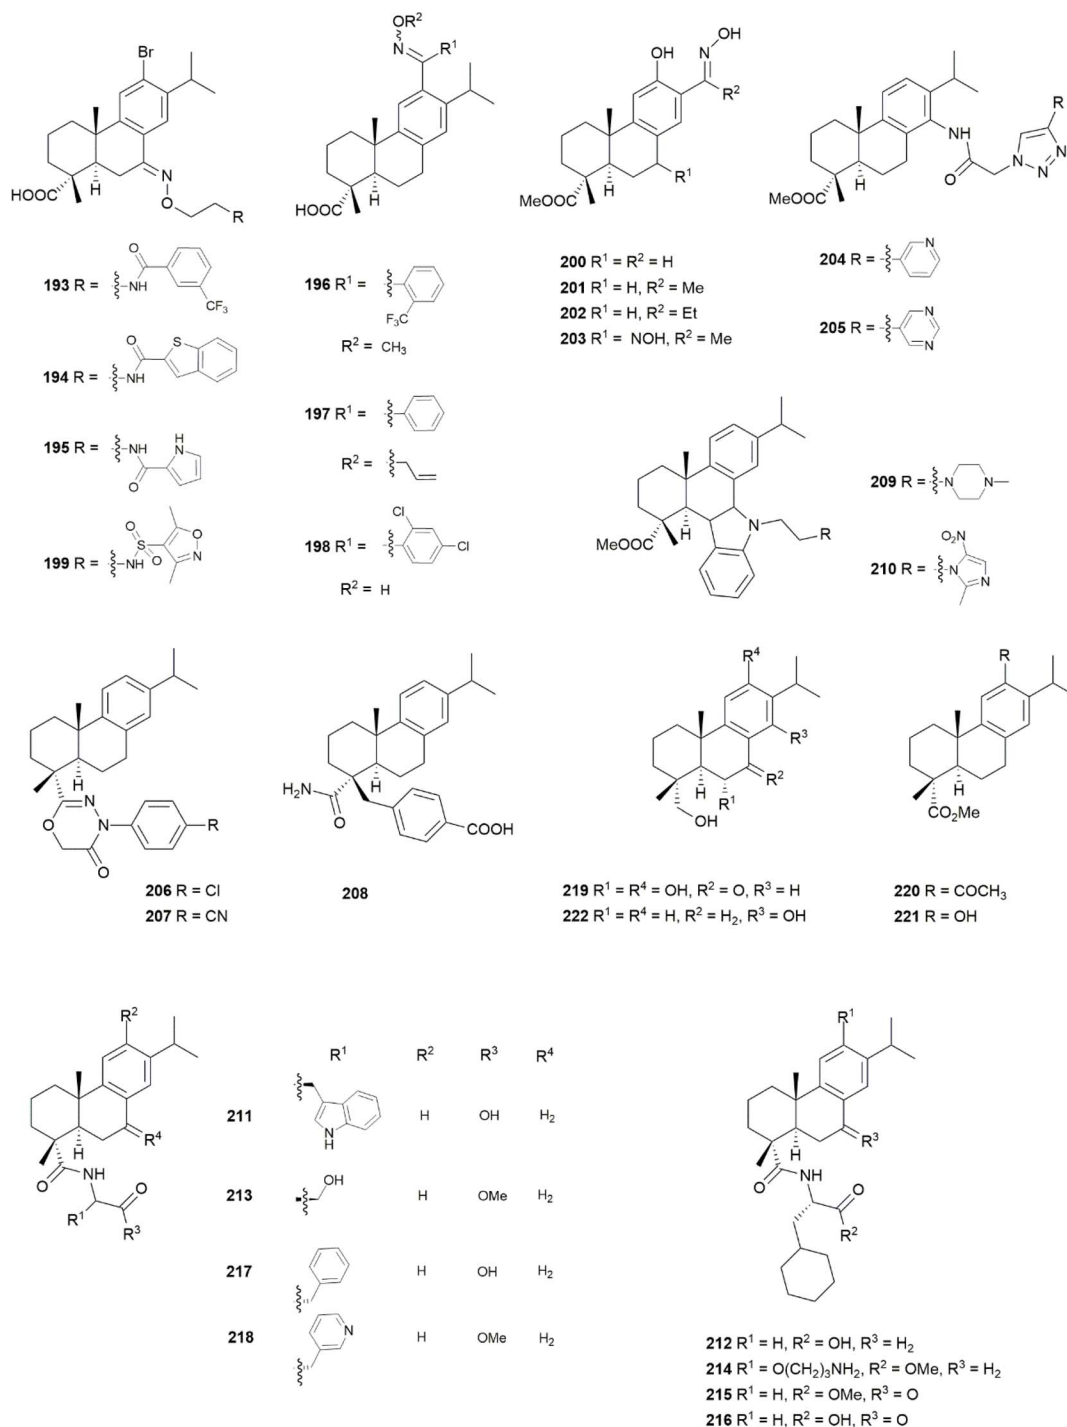 Br
HOOC
H
N
O
R
193 R =
O
NH
CF₃
194 R =
O
S
NH
195 R =
NH
H
N
O
199 R =
O
S
O
NH
O
N
OR²
N
R¹
HOOC
H
196 R¹ =
F₃C
R² = CH₃
197 R¹ =
R² =
198 R¹ =
Cl
Cl
R² = H
OH
N
OH
R²
MeOOC
H
R¹
200 R¹ = R² = H
201 R¹ = H, R² = Me
202 R¹ = H, R² = Et
203 R¹ = NOH, R² = Me
R
NH
O
N
N
N
MeOOC
H
204 R =
N
205 R =
N
N
H
MeOOC
N
R
209 R =
N
N
210 R =
O₂N
N
N
H
O
N
N
O
R
206 R = Cl
207 R = CN
H
H₂N
O
COOH
208
R⁴
R³
R²
R¹
H
OH
219 R¹ = R⁴ = OH, R² = O, R³ = H
222 R¹ = R⁴ = H, R² = H₂, R³ = OH
R
H
CO₂Me
220 R = COCH₃
221 R = OH
R²
R⁴
H
O
NH
O
R¹
R³
R¹ R² R³ R⁴
211
N
H
H OH H₂
213
OH
H OMe H₂
217
H OH H₂
218
N
H OMe H₂
R¹
R³
H
O
NH
O
R²
212 R¹ = H, R² = OH, R³ = H₂
214 R¹ = O(CH₂)₃NH₂, R² = OMe, R³ = H₂
215 R¹ = H, R² = OMe, R³ = O
216 R¹ = H, R² = OH, R³ = O